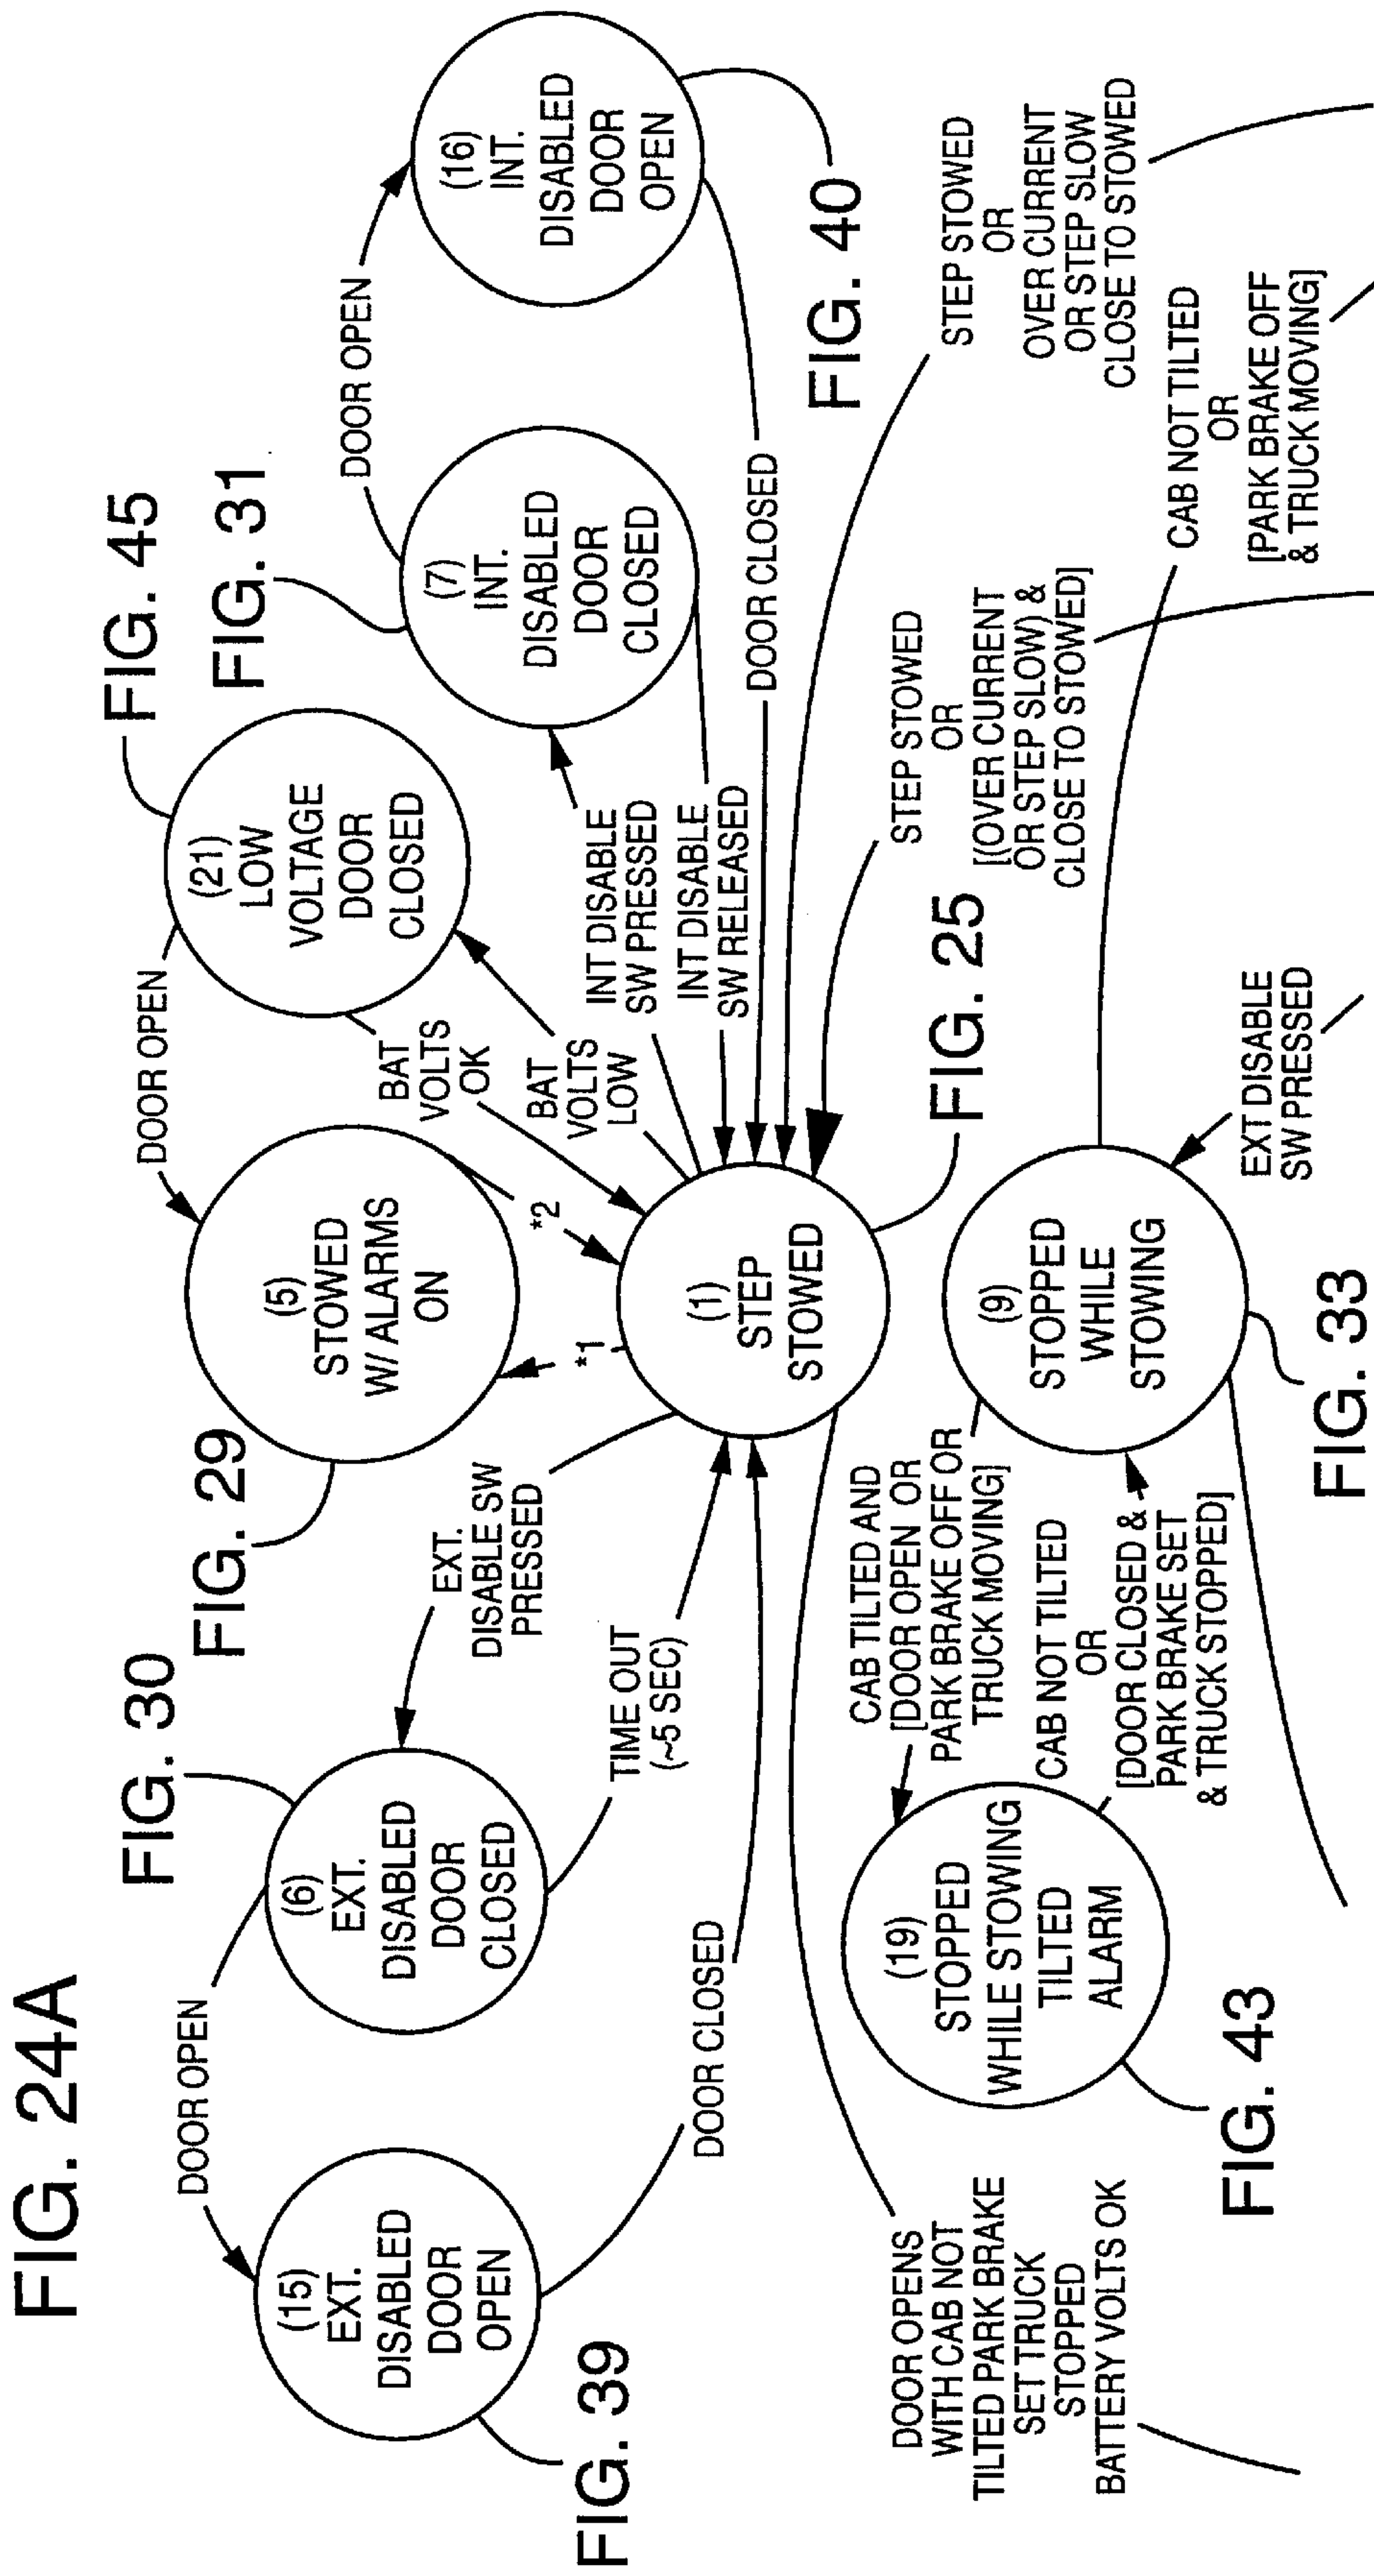 FIG. 24A
DOOR OPEN
FIG. 30
FIG. 29
DOOR OPEN
FIG. 45
FIG. 31
DOOR OPEN
(15)
EXT.
DISABLED
DOOR
OPEN
FIG. 39
(6)
EXT.
DISABLED
DOOR
CLOSED
EXT.
DISABLE SW
PRESSED
TIME OUT
(~5 SEC)
DOOR CLOSED
(5)
STOWED
W/ ALARMS
ON
*1
*2
BAT
VOLTS
OK
BAT
VOLTS
LOW
(21)
LOW
VOLTAGE
DOOR
CLOSED
INT DISABLE
SW PRESSED
INT DISABLE
SW RELEASED
(7)
INT.
DISABLED
DOOR
CLOSED
(16)
INT.
DISABLED
DOOR
OPEN
DOOR CLOSED
FIG. 40
(1)
STEP
STOWED
FIG. 25
STEP STOWED
OR
[(OVER CURRENT
OR STEP SLOW) &
CLOSE TO STOWED]
STEP STOWED
OR
OVER CURRENT
OR STEP SLOW
CLOSE TO STOWED
DOOR OPENS
WITH CAB NOT
TILTED PARK BRAKE
SET TRUCK
STOPPED
BATTERY VOLTS OK
(19)
STOPPED
WHILE STOWING
TILTED
ALARM
FIG. 43
CAB TILTED AND
[DOOR OPEN OR
PARK BRAKE OFF OR
TRUCK MOVING]
CAB NOT TILTED
OR
[DOOR CLOSED &
PARK BRAKE SET
& TRUCK STOPPED]
(9)
STOPPED
WHILE
STOWING
FIG. 33
EXT DISABLE
SW PRESSED
CAB NOT TILTED
OR
[PARK BRAKE OFF
& TRUCK MOVING]